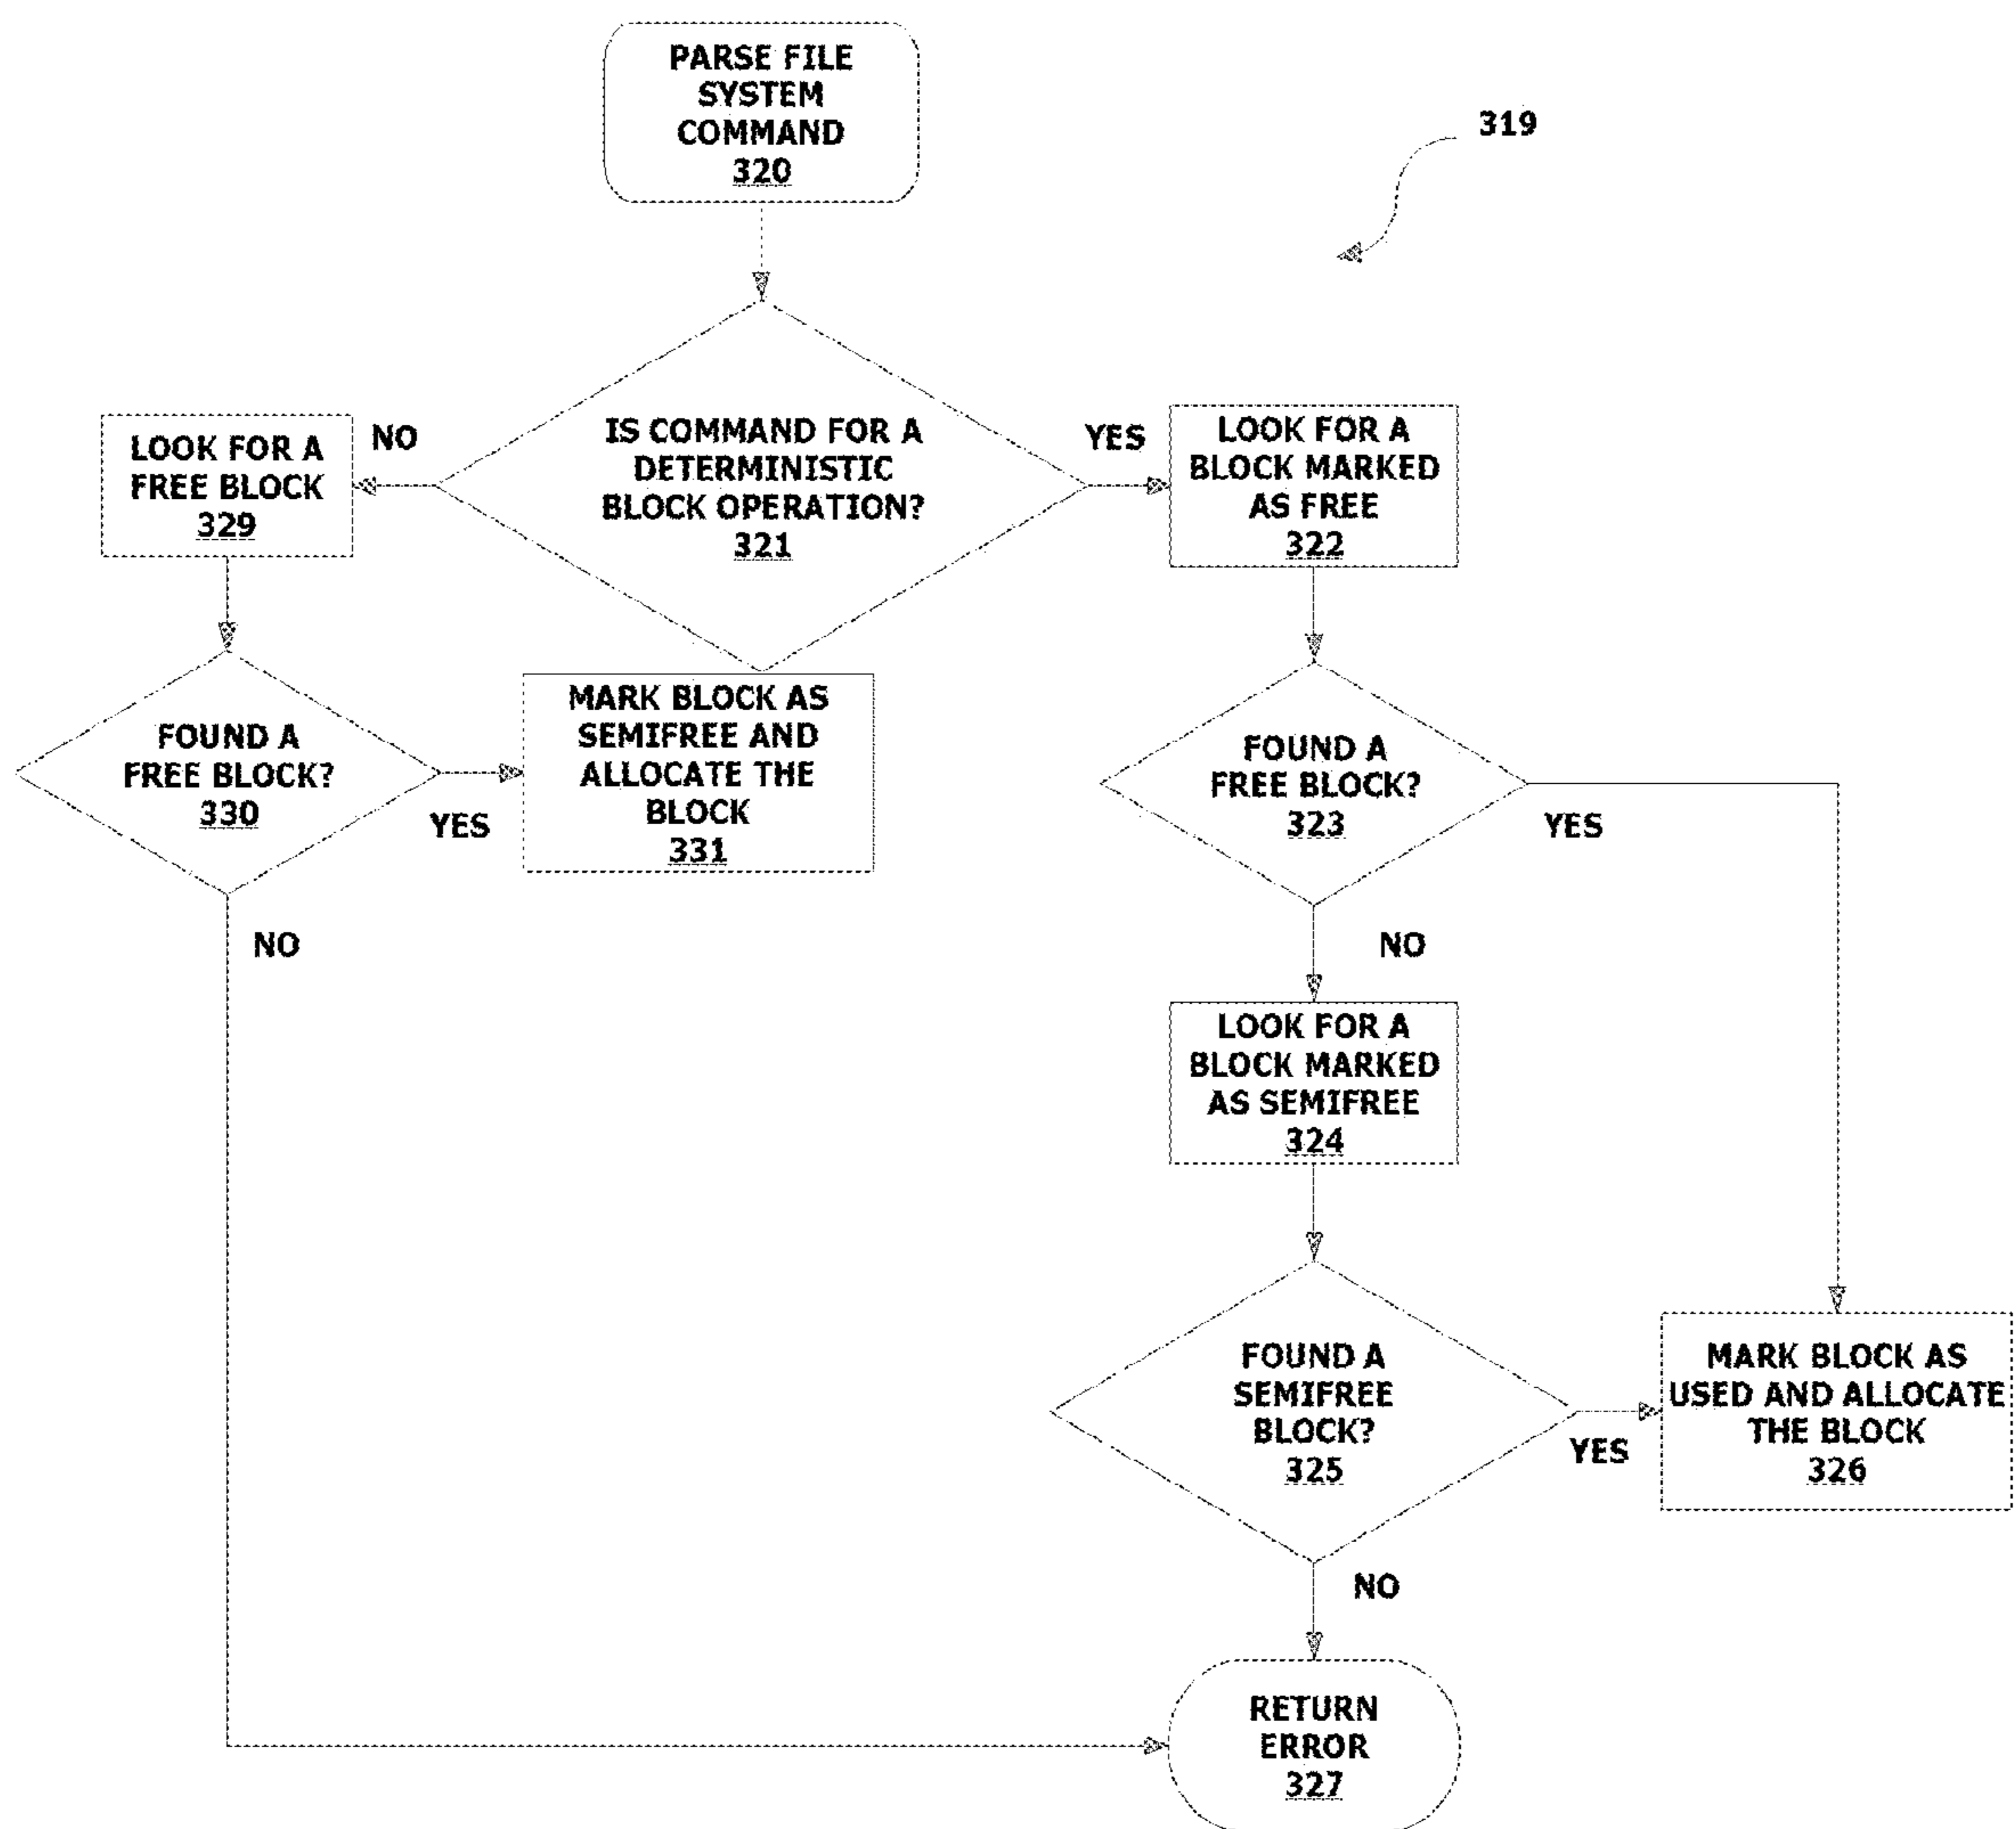 PARSE FILE
SYSTEM
COMMAND
320
319
IS COMMAND FOR A
DETERMINISTIC
BLOCK OPERATION?
321
NO
YES
LOOK FOR A
FREE BLOCK
329
LOOK FOR A
BLOCK MARKED
AS FREE
322
FOUND A
FREE BLOCK?
330
YES
NO
MARK BLOCK AS
SEMIFREE AND
ALLOCATE THE
BLOCK
331
FOUND A
FREE BLOCK?
323
YES
NO
LOOK FOR A
BLOCK MARKED
AS SEMIFREE
324
FOUND A
SEMIFREE
BLOCK?
325
YES
NO
MARK BLOCK AS
USED AND ALLOCATE
THE BLOCK
326
RETURN
ERROR
327